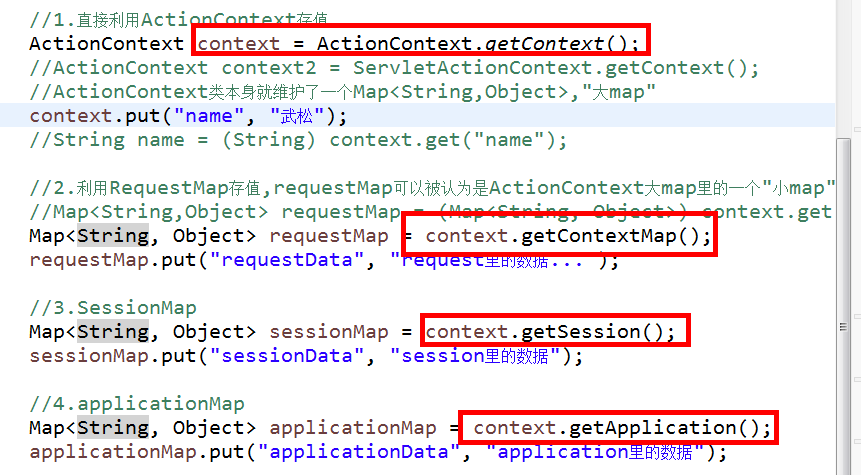 //1.直接利用ActionContext存值
ActionContext context = ActionContext.getContext();
//ActionContext context2 = ServletActionContext.getContext();
//ActionContext类本身就维护了一个Map<String,Object>,"大map"
context.put("name", "武松");
//String name = (String) context.get("name");
//2.利用RequestMap存值,requestMap可以被认为是ActionContext大map里的一个"小map"
//Map<String,Object> requestMap = (Map<String, Object>) context.get
Map<String, Object> requestMap = context.getContextMap();
requestMap.put("requestData", "request里的数据... ");
//3.SessionMap
Map<String, Object> sessionMap = context.getSession();
sessionMap.put("sessionData", "session里的数据");
//4.applicationMap
Map<String, Object> applicationMap = context.getApplication();
applicationMap.put("applicationData", "application里的数据");